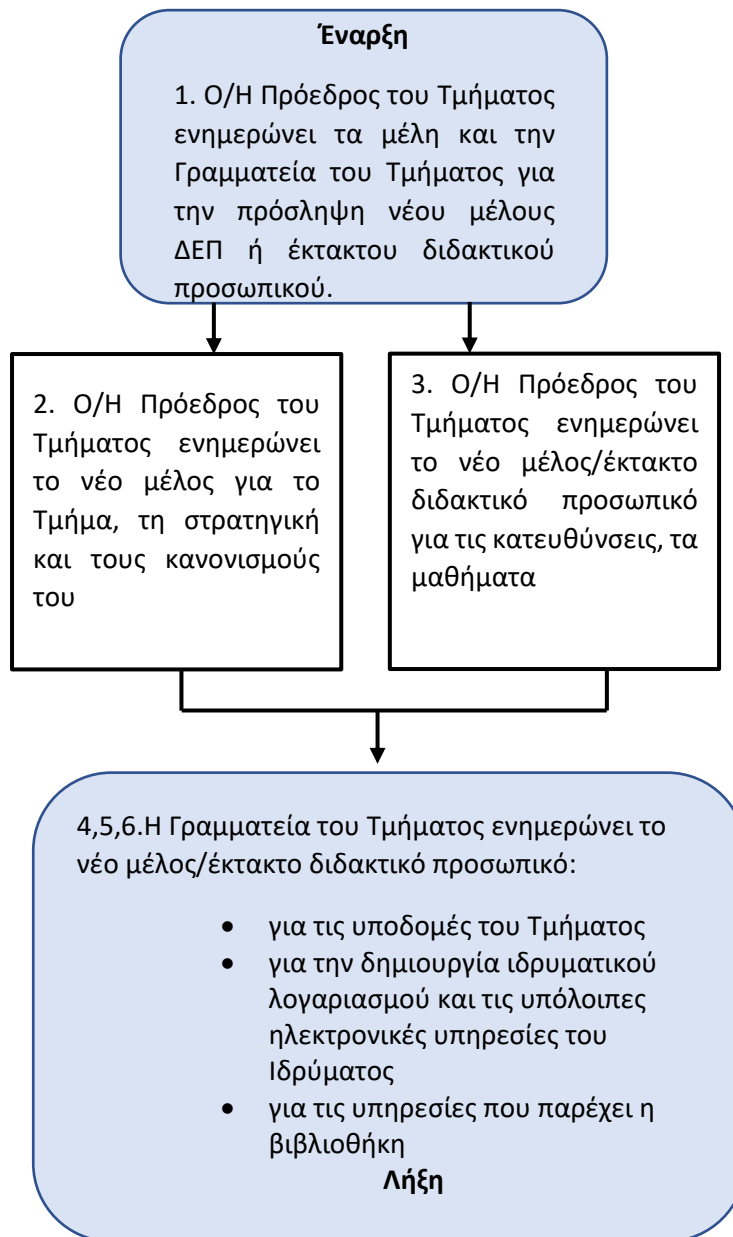 Έναρξη
1. Ο/Η Πρόεδρος του Τμήματος
ενημερώνει τα μέλη και την
Γραμματεία του Τμήματος για
την πρόσληψη νέου μέλους
ΔΕΠ ή έκτακτου διδακτικού
προσωπικού.
2. Ο/Η Πρόεδρος του
Τμήματος ενημερώνει
το νέο μέλος για το
Τμήμα, τη στρατηγική
και τους κανονισμούς
του
3. Ο/Η Πρόεδρος του
Τμήματος ενημερώνει
το νέο μέλος/έκτακτο
διδακτικό προσωπικό
για τις κατευθύνσεις, τα
μαθήματα
4,5,6.Η Γραμματεία του Τμήματος ενημερώνει το
νέο μέλος/έκτακτο διδακτικό προσωπικό:
• για τις υποδομές του Τμήματος
• για την δημιουργία ιδρυματικού
λογαριασμού και τις υπόλοιπες
ηλεκτρονικές υπηρεσίες του
Ιδρύματος
• για τις υπηρεσίες που παρέχει η
βιβλιοθήκη
Λήξη